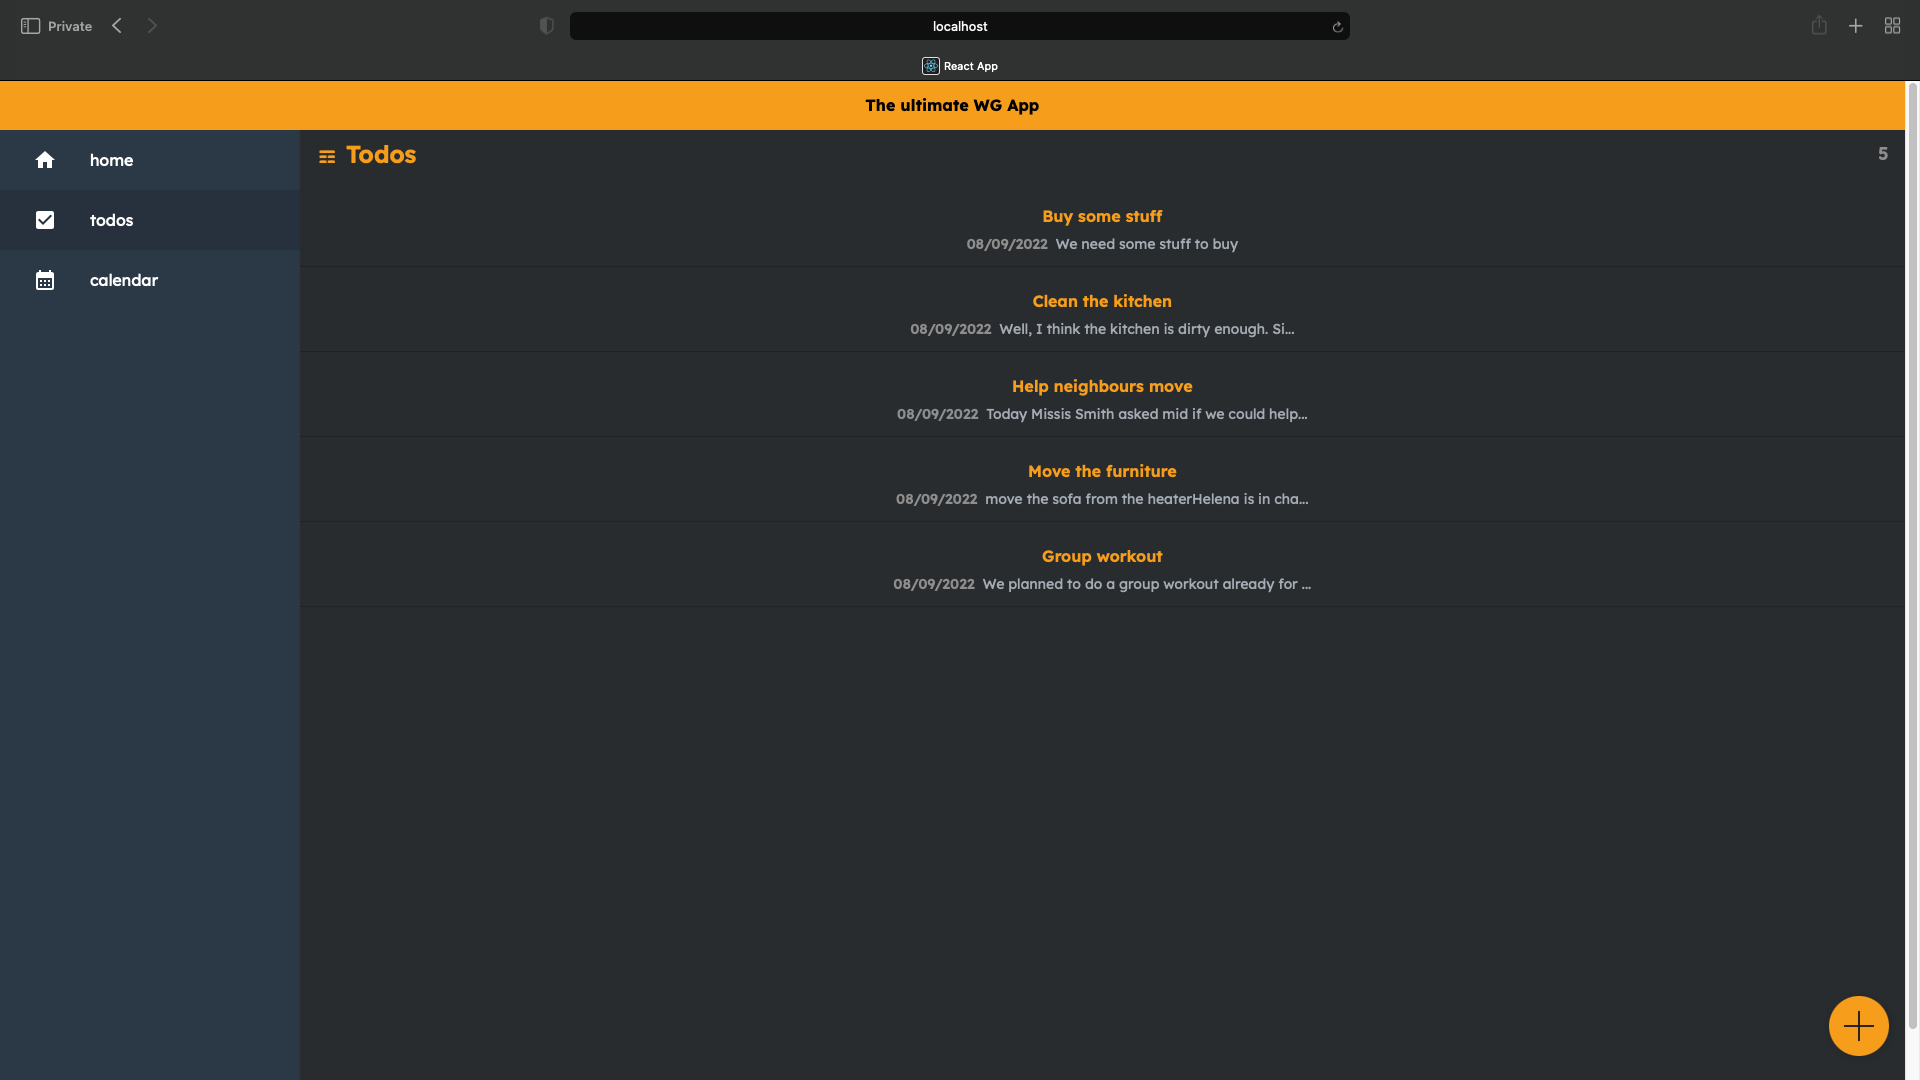 Private
localhost
React App
The ultimate WG App
home
todos
calendar
Todos
5
Buy some stuff
08/09/2022 We need some stuff to buy
Clean the kitchen
08/09/2022 Well, I think the kitchen is dirty enough. Si...
Help neighbours move
08/09/2022 Today Missis Smith asked mid if we could help...
Move the furniture
08/09/2022 move the sofa from the heaterHelena is in cha...
Group workout
08/09/2022 We planned to do a group workout already for ...